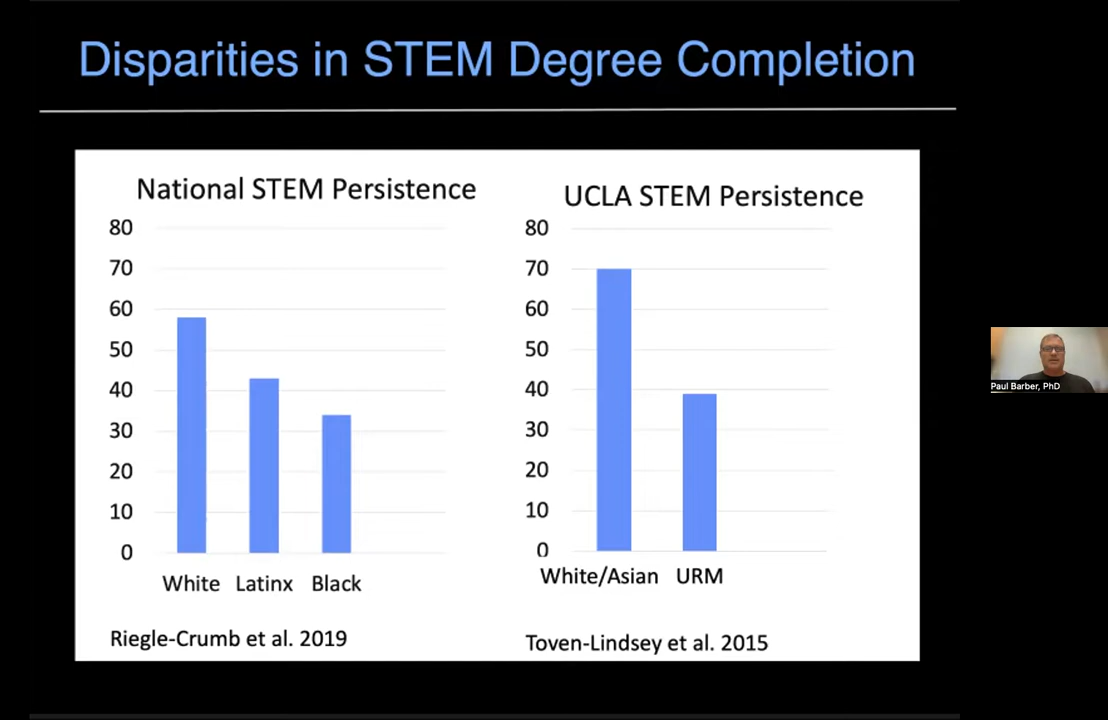 Disparities in STEM Degree Completion
National STEM Persistence
80
70
60
50
40
30
20
10
0
White Latinx Black
Riegle-Crumb et al. 2019
UCLA STEM Persistence
80
70
60
50
40
30
20
10
0
White/Asian URM
Toven-Lindsey et al. 2015
Paul Barber, PhD